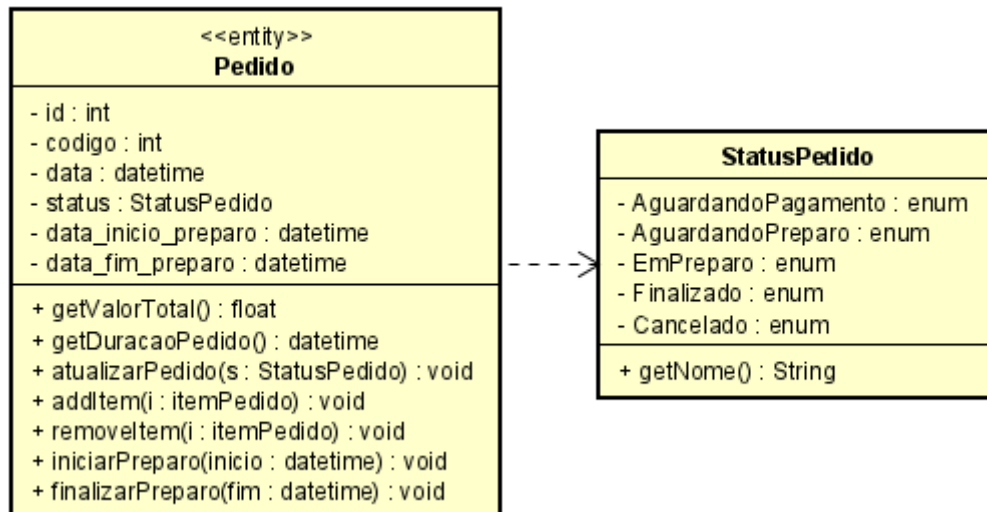 <<entity>>
Pedido
- id : int
- codigo : int
- data : datetime
- status : StatusPedido
- data_inicio_preparo : datetime
- data_fim_preparo : datetime
+ getValorTotal() : float
+ getDuracaoPedido() : datetime
+ atualizarPedido(s : StatusPedido) : void
+ addItem(i : itemPedido) : void
+ removeItem(i : itemPedido) : void
+ iniciarPreparo(inicio : datetime) : void
+ finalizarPreparo(fim : datetime) : void
StatusPedido
- AguardandoPagamento : enum
- AguardandoPreparo : enum
- EmPreparo : enum
- Finalizado : enum
- Cancelado : enum
+ getNome() : String